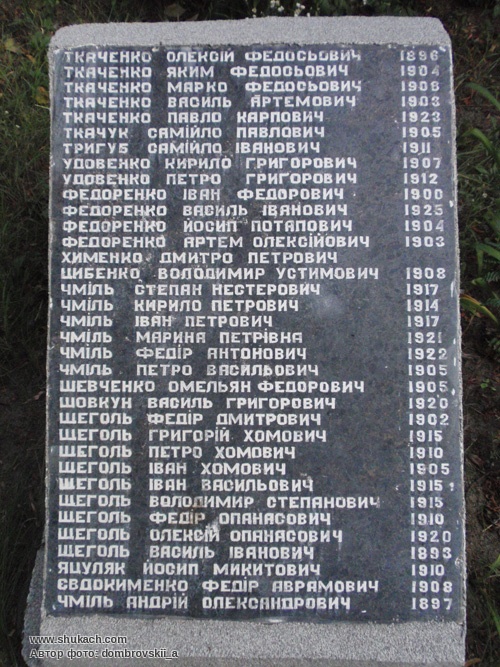 ТКАЧЕНКО ОЛЕКСІЙ ФЕДОСЬОВИЧ 1896
ТКАЧЕНКО ЯКИМ ФЕДОСЬОВИЧ 1904
ТКАЧЕНКО МАРКО ФЕДОСЬОВИЧ 1908
ТКАЧЕНКО ВАСИЛЬ АРТЕМОВИЧ 1903
ТКАЧЕНКО ПАВЛО КАРПОВИЧ 1923
ТКАЧУК САМІЙЛО ПАВЛОВИЧ 1905
ТРИГУБ САМІЙЛО ІВАНОВИЧ 1911
УДОВЕНКО КИРИЛО ГРИГОРОВИЧ 1907
УДОВЕНКО ПЕТРО ГРИГОРОВИЧ 1912
ФЕДОРЕНКО ІВАН ФЕДОРОВИЧ 1900
ФЕДОРЕНКО ВАСИЛЬ ІВАНОВИЧ 1925
ФЕДОРЕНКО ЙОСИП ПОТАПОВИЧ 1904
ФЕДОРЕНКО АРТЕМ ОЛЕКСІЙОВИЧ 1903
ХИМЕНКО ДМИТРО ПЕТРОВИЧ
ЦИБЕНКО ВОЛОДИМИР УСТИМОВИЧ 1908
ЧМІЛЬ СТЕПАН НЕСТЕРОВИЧ 1917
ЧМІЛЬ КИРИЛО ПЕТРОВИЧ 1914
ЧМІЛЬ ІВАН ПЕТРОВИЧ 1917
ЧМІЛЬ МАРИНА ПЕТРІВНА 1921
ЧМІЛЬ ФЕДІР АНТОНОВИЧ 1922
ЧМІЛЬ ПЕТРО ВАСИЛЬОВИЧ 1905
ШЕВЧЕНКО ОМЕЛЬЯН ФЕДОРОВИЧ 1905
ШОВКУН ВАСИЛЬ ГРИГОРОВИЧ 1920
ЩЕГОЛЬ ФЕДІР ДМИТРОВИЧ 1902
ЩЕГОЛЬ ГРИГОРІЙ ХОМОВИЧ 1915
ЩЕГОЛЬ ПЕТРО ХОМОВИЧ 1910
ЩЕГОЛЬ ІВАН ХОМОВИЧ 1905
ЩЕГОЛЬ ІВАН ВАСИЛЬОВИЧ 1915
ЩЕГОЛЬ ВОЛОДИМИР СТЕПАНОВИЧ 1915
ЩЕГОЛЬ ФЕДІР ОПАНАСОВИЧ 1910
ЩЕГОЛЬ ОЛЕКСІЙ ОПАНАСОВИЧ 1920
ЩЕГОЛЬ ВАСИЛЬ ІВАНОВИЧ 1893
ЯЦУЛЯК ЙОСИП МИКИТОВИЧ 1910
ЄВДОКИМЕНКО ФЕДІР АВРАМОВИЧ 1908
ЧМІЛЬ АНДРІЙ ОЛЕКСАНДРОВИЧ 1897
www.shukach.com
Автор фото: dombrovskii_a